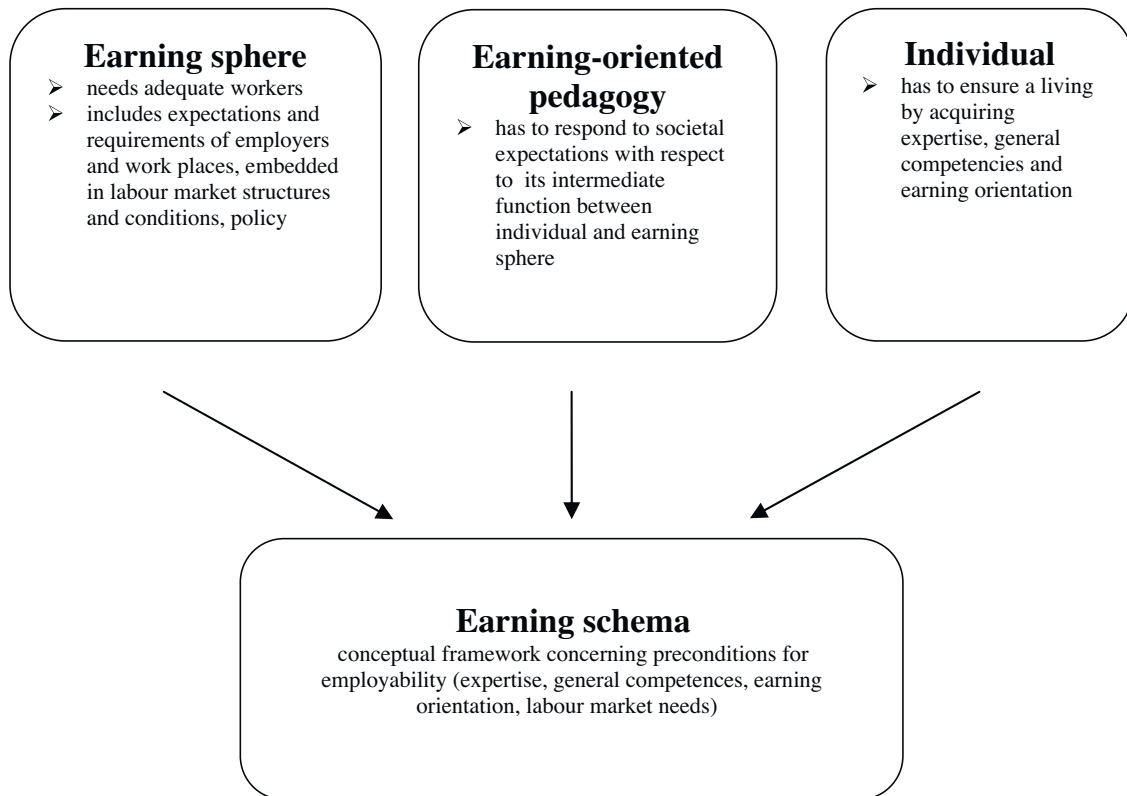 Earning sphere
➢ needs adequate workers
➢ includes expectations and
requirements of employers
and work places, embedded
in labour market structures
and conditions, policy
Earning-oriented
pedagogy
➢ has to respond to societal
expectations with respect
to its intermediate
function between
individual and earning
sphere
Individual
➢ has to ensure a living
by acquiring
expertise, general
competencies and
earning orientation
Earning schema
conceptual framework concerning preconditions for
employability (expertise, general competences, earning
orientation, labour market needs)